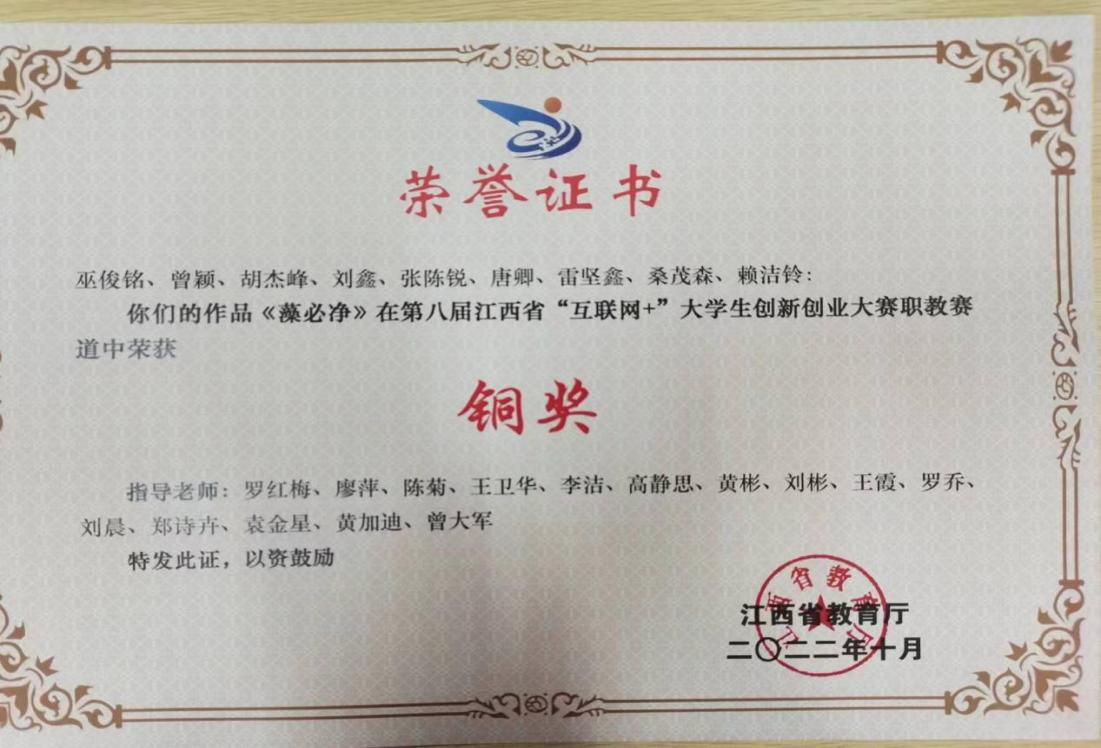 荣誉证书
巫俊铭、曾颖、胡杰峰、刘鑫、张陈锐、唐卿、雷坚鑫、桑茂森、赖洁铃：
你们的作品《藻必净》在第八届江西省“互联网+”大学生创新创业大赛职教赛
道中荣获
铜奖
指导老师：罗红梅、廖萍、陈菊、王卫华、李洁、高静思、黄彬、刘彬、王霞、罗乔、
刘晨、郑诗卉、袁金星、黄加迪、曾大军
特发此证，以资鼓励
江西省教育厅
江西省教育厅
二〇二二年十月